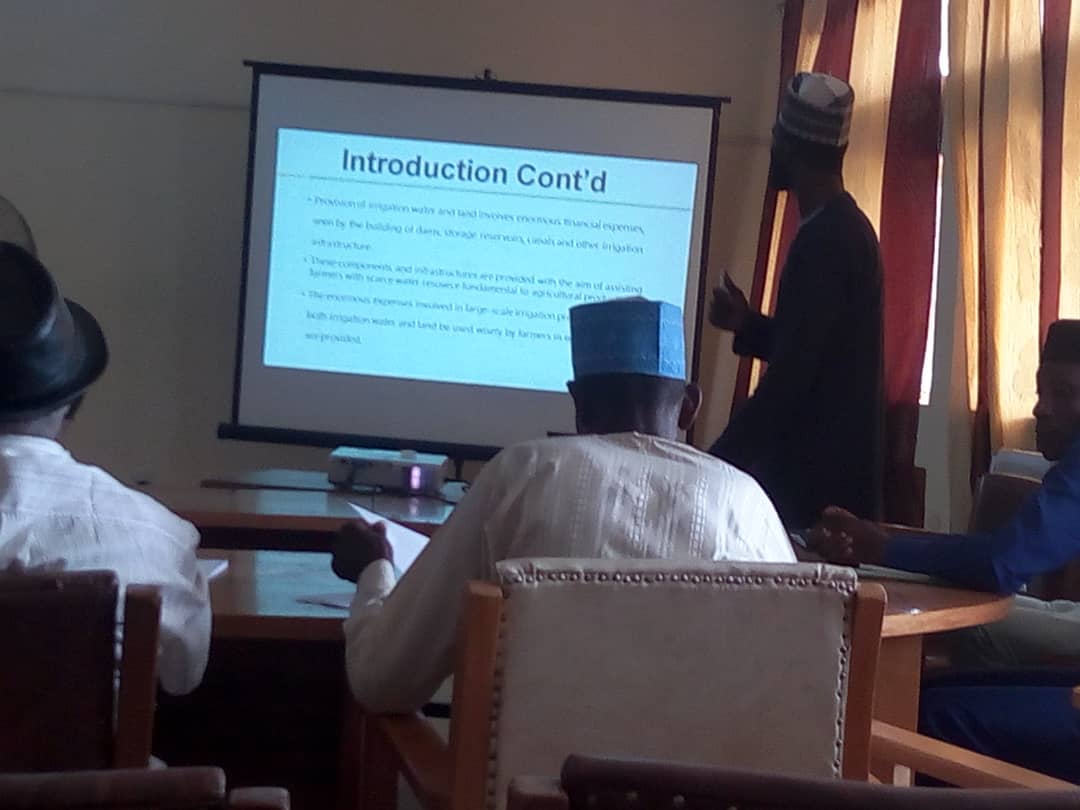 Introduction Cont'd
• Provision of irrigation water and land involves enormous financial expenses,
seen by the building of dams, storage reservoirs, canals and other irrigation
infrastructure.
• These components and infrastructures are provided with the aim of assisting
farmers with scarce water resource fundamental to agricultural
• The enormous expenses involved in large-scale irrigation
both irrigation water and land be used wisely by farmers
are provided.